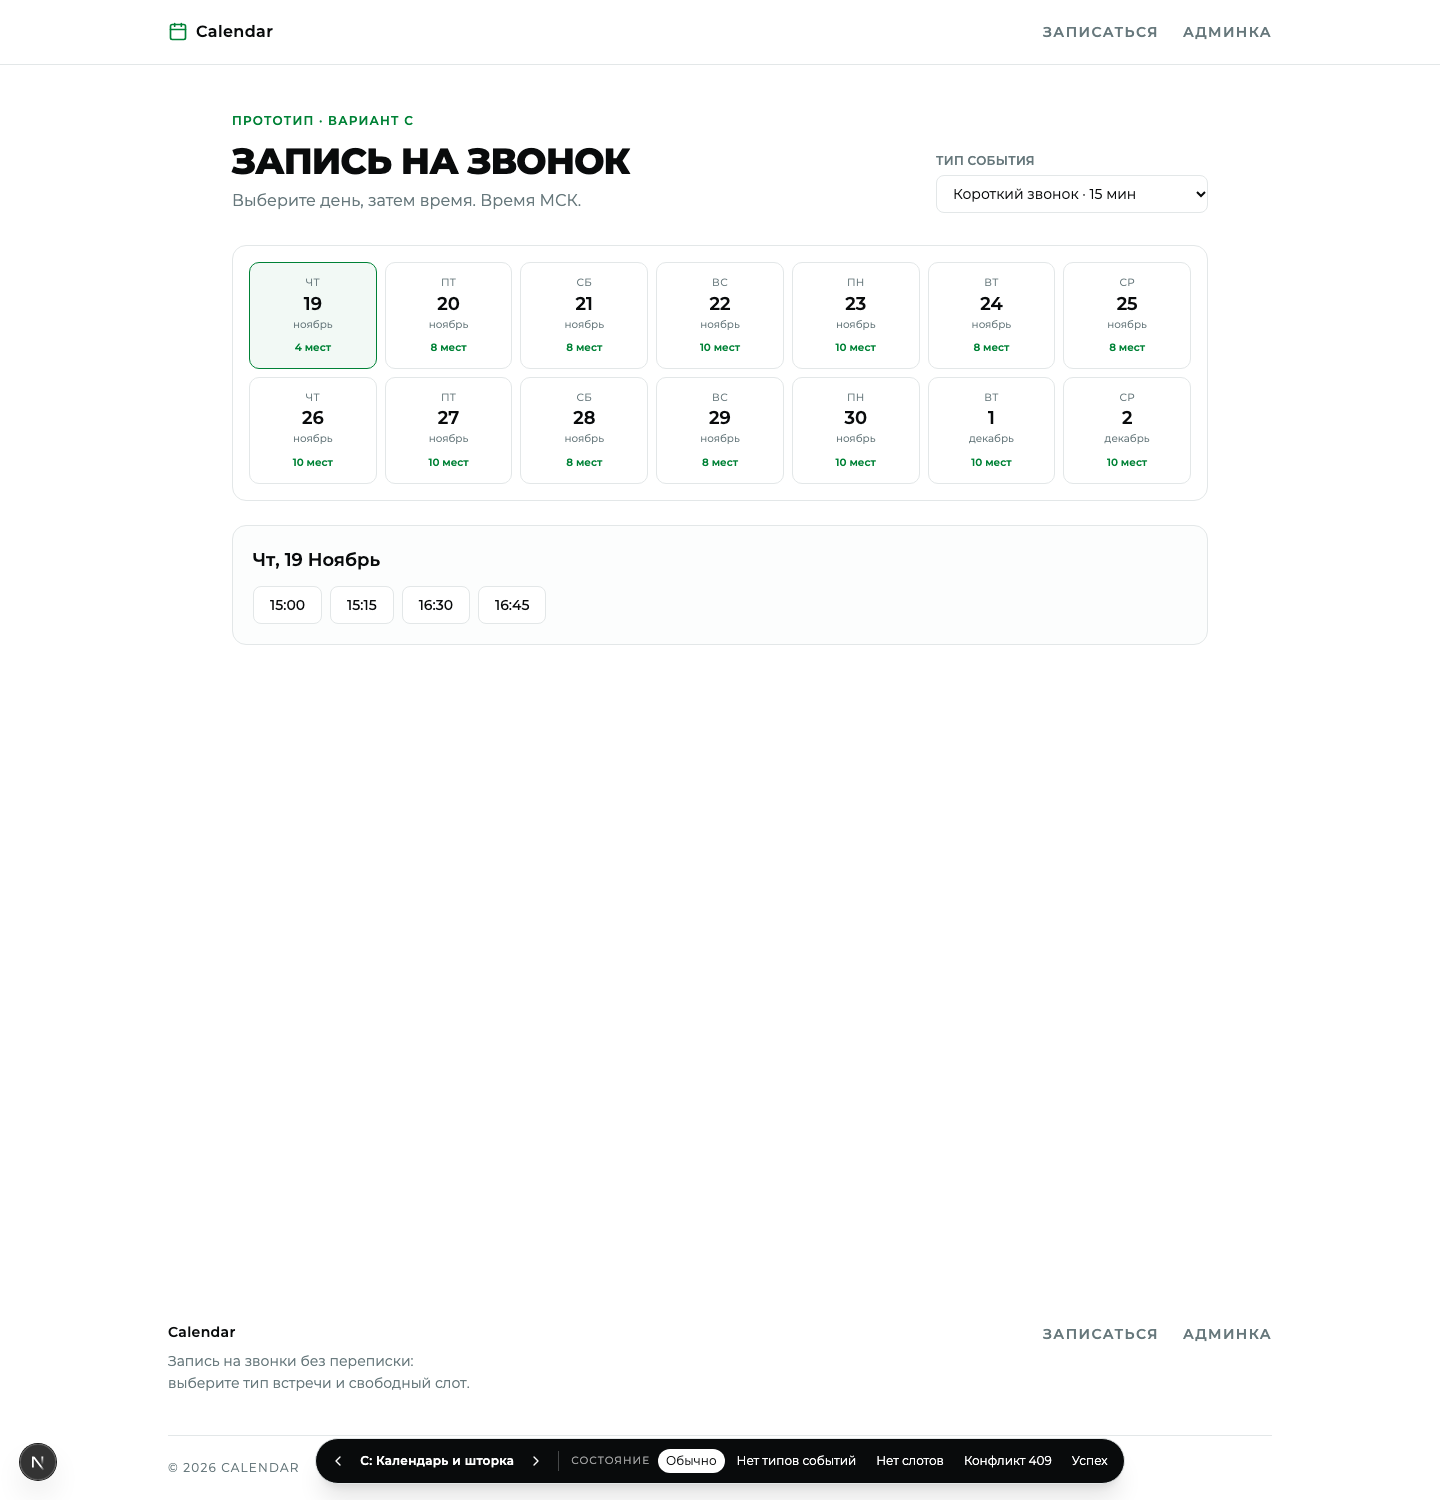 Calendar
ЗАПИСАТЬСЯ АДМИНКА
ПРОТОТИП · ВАРИАНТ C
ЗАПИСЬ НА ЗВОНОК
Выберите день, затем время. Время МСК.
ТИП СОБЫТИЯ
Короткий звонок · 15 мин
ЧТ
19
ноябрь
4 мест
ПТ
20
ноябрь
8 мест
СБ
21
ноябрь
8 мест
ВС
22
ноябрь
10 мест
ПН
23
ноябрь
10 мест
ВТ
24
ноябрь
8 мест
СР
25
ноябрь
8 мест
ЧТ
26
ноябрь
10 мест
ПТ
27
ноябрь
10 мест
СБ
28
ноябрь
8 мест
ВС
29
ноябрь
8 мест
ПН
30
ноябрь
10 мест
ВТ
1
декабрь
10 мест
СР
2
декабрь
10 мест
Чт, 19 Ноябрь
15:00 15:15 16:30 16:45
Calendar
ЗАПИСАТЬСЯ АДМИНКА
Запись на звонки без переписки:
выберите тип встречи и свободный слот.
© 2026 CALENDAR
C: Календарь и шторка СОСТОЯНИЕ Обычно Нет типов событий Нет слотов Конфликт 409 Успех
N